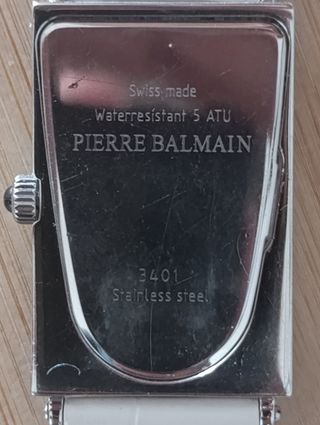 Swiss made
Waterresistant 5 ATU
PIERRE BALMAIN
3401
Stainless steel